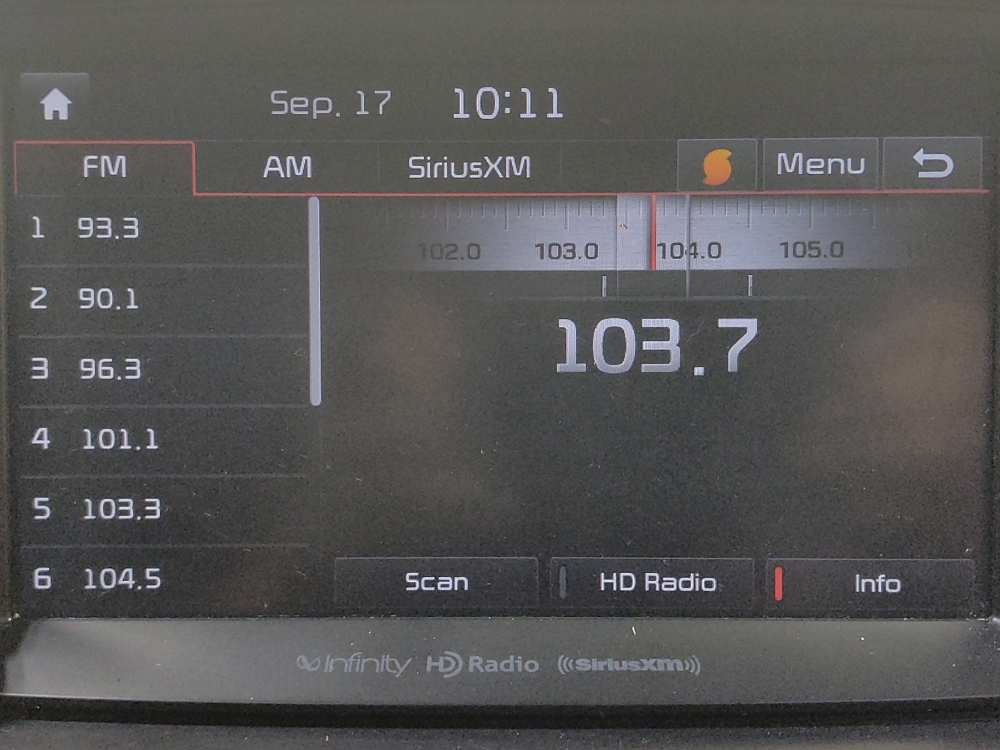 Sep. 17 10:11
FM AM SiriusXM Menu
1 93.3
2 90.1
3 96.3
4 101.1
5 103.3
6 104.5
102.0 103.0 104.0 105.0
103.7
Scan HD Radio Info
Infinity HD Radio ((SiriusXM))